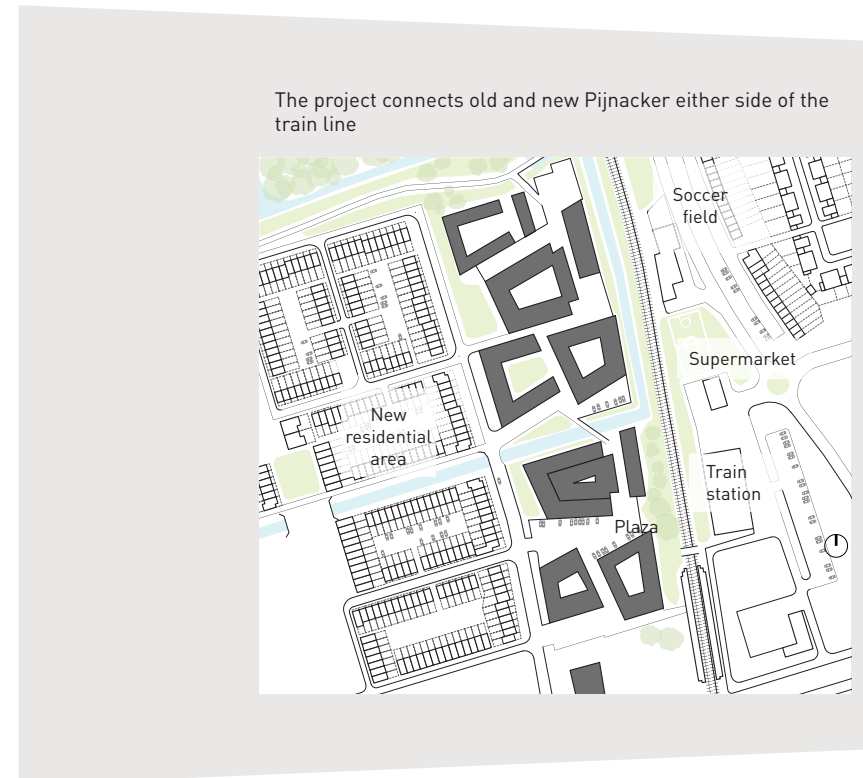 The project connects old and new Pijnacker either side of the
train line
Soccer
field
Supermarket
New
residential
area
Train
station
Plaza